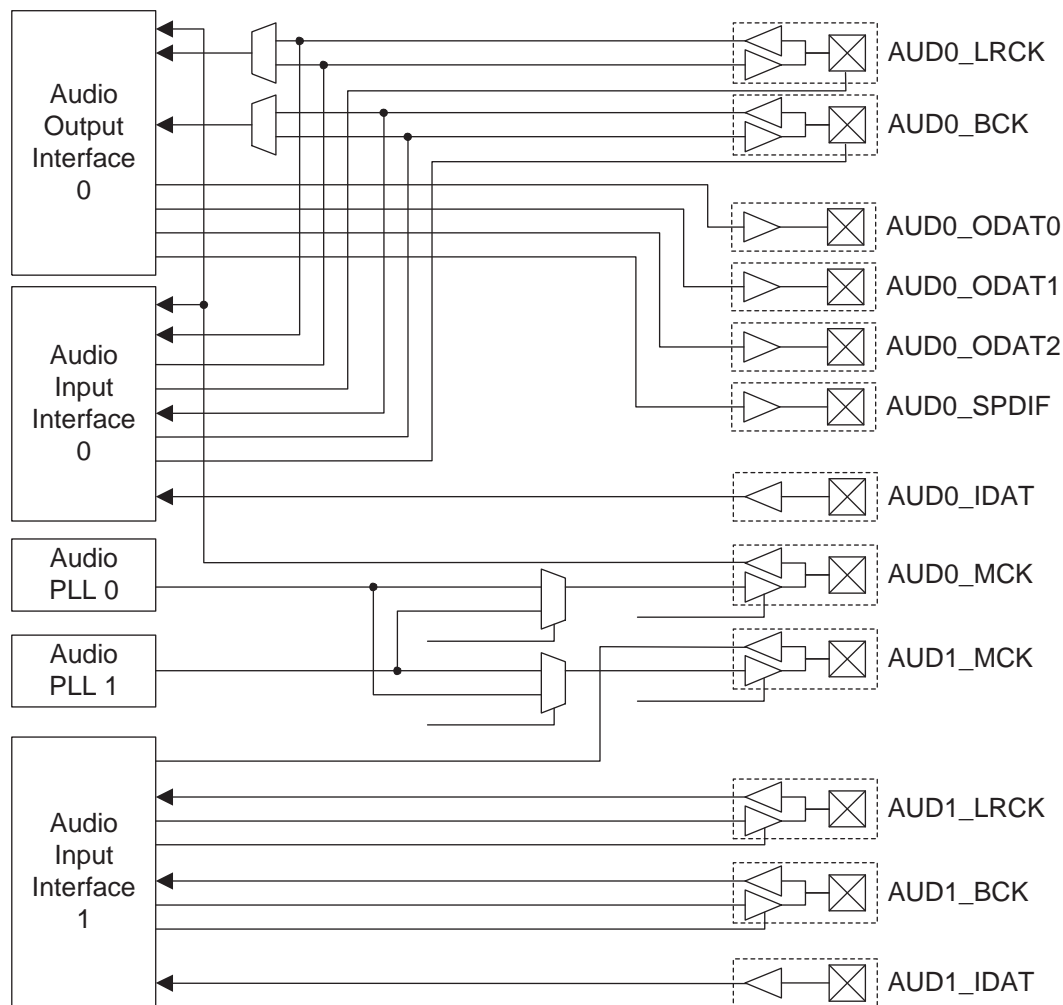 Audio
Output
Interface
0
AUD0_LRCK
AUD0_BCK
AUD0_ODAT0
AUD0_ODAT1
AUD0_ODAT2
AUD0_SPDIF
Audio
Input
Interface
0
AUD0_IDAT
Audio
PLL 0
AUD0_MCK
Audio
PLL 1
AUD1_MCK
Audio
Input
Interface
1
AUD1_LRCK
AUD1_BCK
AUD1_IDAT